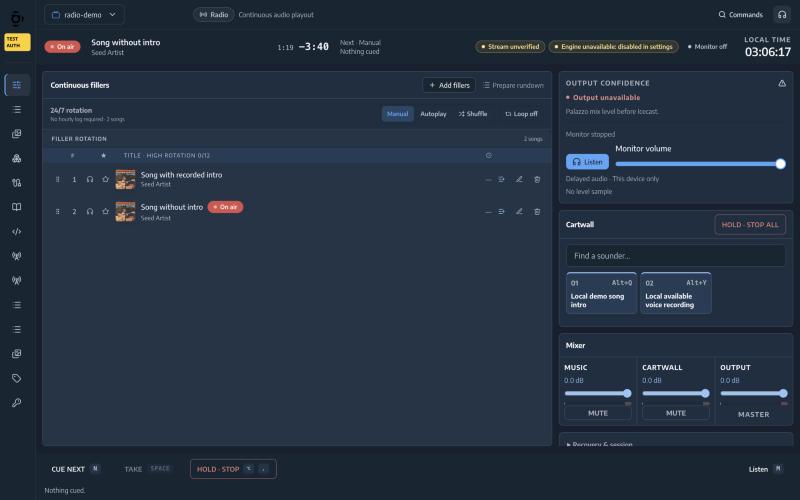 radio-demo
Radio
Continuous audio playout
Commands
TEST AUTH
On air
Song without intro
Seed Artist
1:19 −3:40
Next · Manual
Nothing cued
Stream unverified
Engine unavailable: disabled in settings
Monitor off
LOCAL TIME
03:06:17
Continuous fillers
Add fillers
Prepare rundown
24/7 rotation
No hourly log required · 2 songs
Manual
Autoplay
Shuffle
Loop off
FILLER ROTATION
2 songs
# ★ TITLE · HIGH ROTATION 0/12
1
Song with recorded intro
Seed Artist
—
2
Song without intro
On air
Seed Artist
—
OUTPUT CONFIDENCE
Output unavailable
Palazzo mix level before Icecast.
Monitor stopped
Monitor volume
Listen
Delayed audio · This device only
No level sample
Cartwall
HOLD · STOP ALL
Find a sounder...
01 Alt+Q
Local demo song intro
02 Alt+Y
Local available voice recording
Mixer
MUSIC
0.0 dB
MUTE
CARTWALL
0.0 dB
MUTE
OUTPUT
0.0 dB
MASTER
Recovery & session
CUE NEXT N
TAKE SPACE
HOLD · STOP ⌥ .
Listen M
Nothing cued.